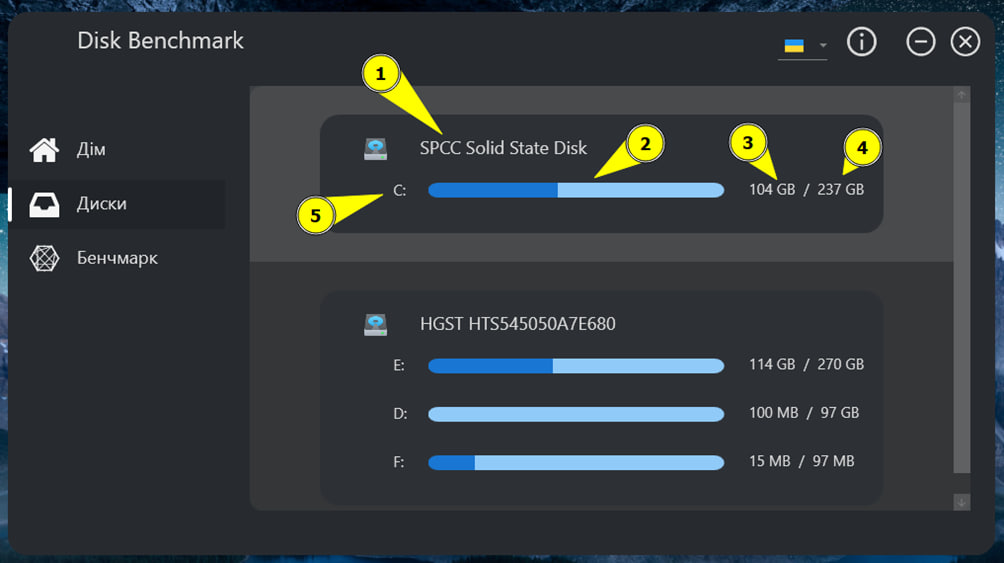 Disk Benchmark
1
Дім
SPCC Solid State Disk
2
3
4
C:
104 GB / 237 GB
Диски
5
Бенчмарк
HGST HTS545050A7E680
E:
114 GB / 270 GB
D:
100 MB / 97 GB
F:
15 MB / 97 MB